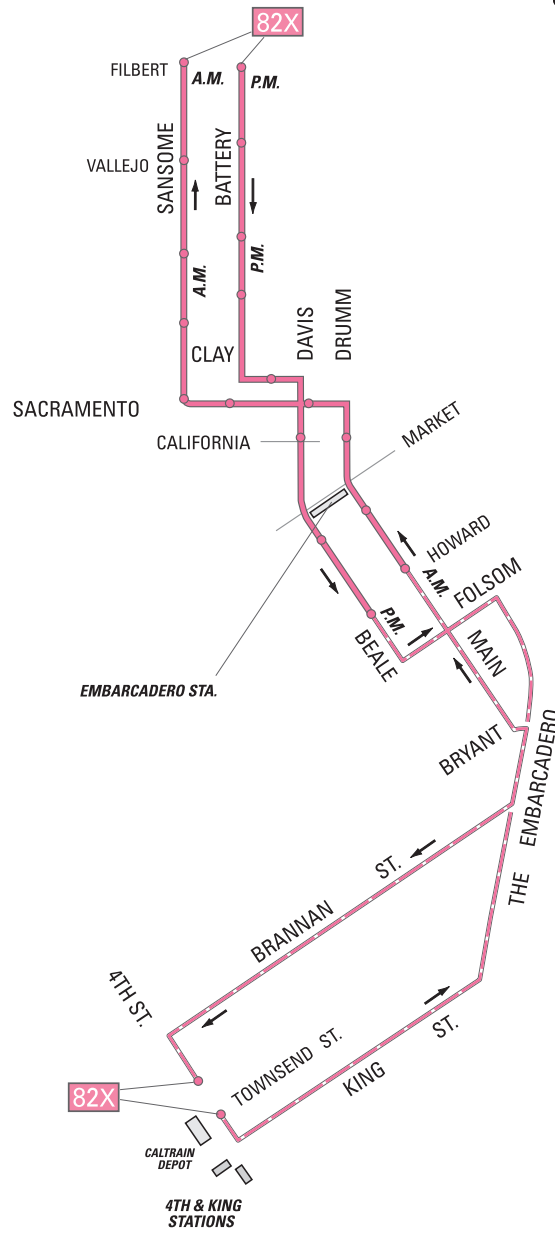 82X
FILBERT
A.M.
P.M.
SANSOME
BATTERY
VALLEJO
A.M.
P.M.
CLAY
DAVIS
DRUMM
SACRAMENTO
CALIFORNIA
MARKET
HOWARD
A.M.
FOLSOM
P.M.
BEALE
MAIN
EMBARCADERO STA.
BRYANT
THE EMBARCADERO
BRANNAN ST.
4TH ST.
TOWNSEND ST.
KING ST.
82X
CALTRAIN
DEPOT
4TH & KING
STATIONS